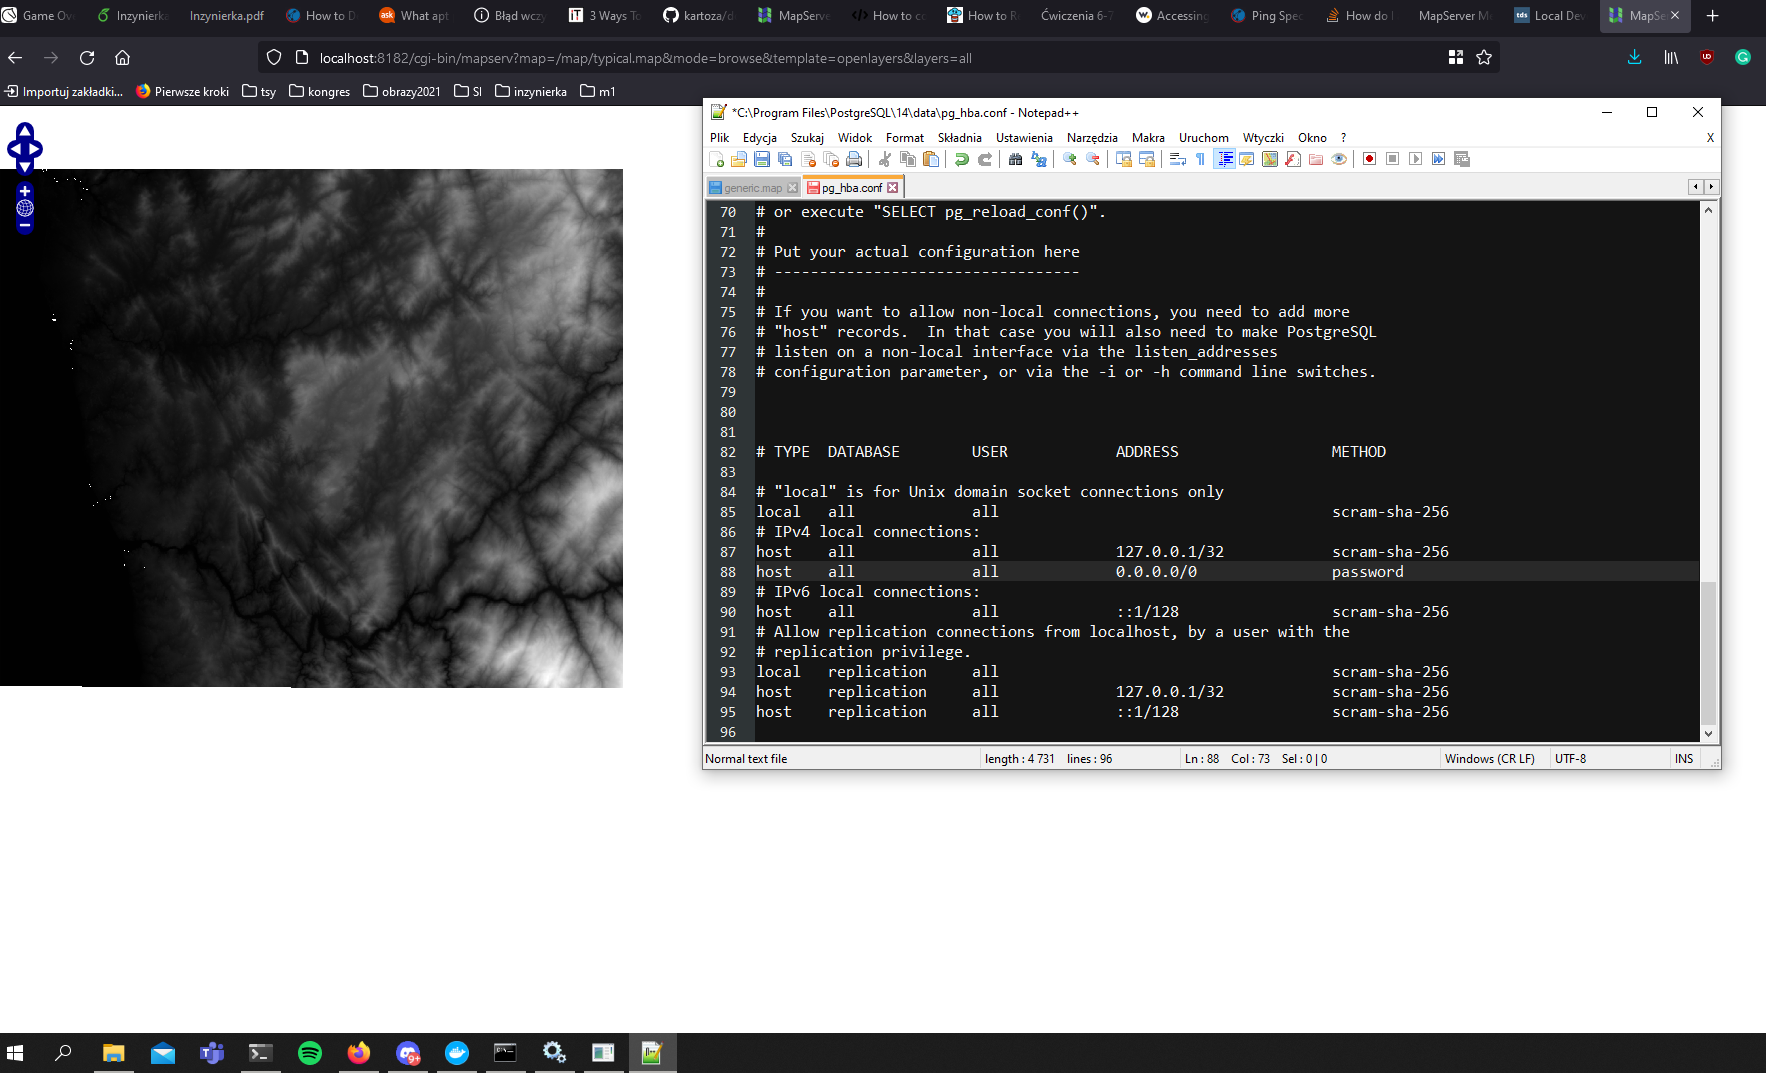 Game Ov
Inzynierk
Inzynierka.pdf
How to D
What apt
Błąd wczy
3 Ways To
kartoza/d
MapServe
How to co
How to R
Ćwiczenia 6-7
Accessing
Ping Spec
How do I
MapServer M
Local Dev
MapSe
localhost:8182/cgi-bin/mapserv?map=/map/typical.map&mode=browse&template=openlayers&layers=all
Importuj zakładki...
Pierwsze kroki
tsy
kongres
obrazy2021
SI
inzynierka
m1
*C:\Program Files\PostgreSQL\14\data\pg_hba.conf - Notepad++
Plik Edycja Szukaj Widok Format Składnia Ustawienia Narzędzia Makra Uruchom Wtyczki Okno ? X
generic.map
pg_hba.conf
70 # or execute "SELECT pg_reload_conf()".
71 #
72 # Put your actual configuration here
73 # ----------------------------------
74 #
75 # If you want to allow non-local connections, you need to add more
76 # "host" records.  In that case you will also need to make PostgreSQL
77 # listen on a non-local interface via the listen_addresses
78 # configuration parameter, or via the -i or -h command line switches.
79
80
81
82 # TYPE  DATABASE        USER            ADDRESS                 METHOD
83
84 # "local" is for Unix domain socket connections only
85 local   all             all                                     scram-sha-256
86 # IPv4 local connections:
87 host    all             all             127.0.0.1/32            scram-sha-256
88 host    all             all             0.0.0.0/0               password
89 # IPv6 local connections:
90 host    all             all             ::1/128                 scram-sha-256
91 # Allow replication connections from localhost, by a user with the
92 # replication privilege.
93 local   replication     all                                     scram-sha-256
94 host    replication     all             127.0.0.1/32            scram-sha-256
95 host    replication     all             ::1/128                 scram-sha-256
96
Normal text file
length : 4 731 lines : 96
Ln : 88 Col : 73 Sel : 0 | 0
Windows (CR LF)
UTF-8
INS
9+